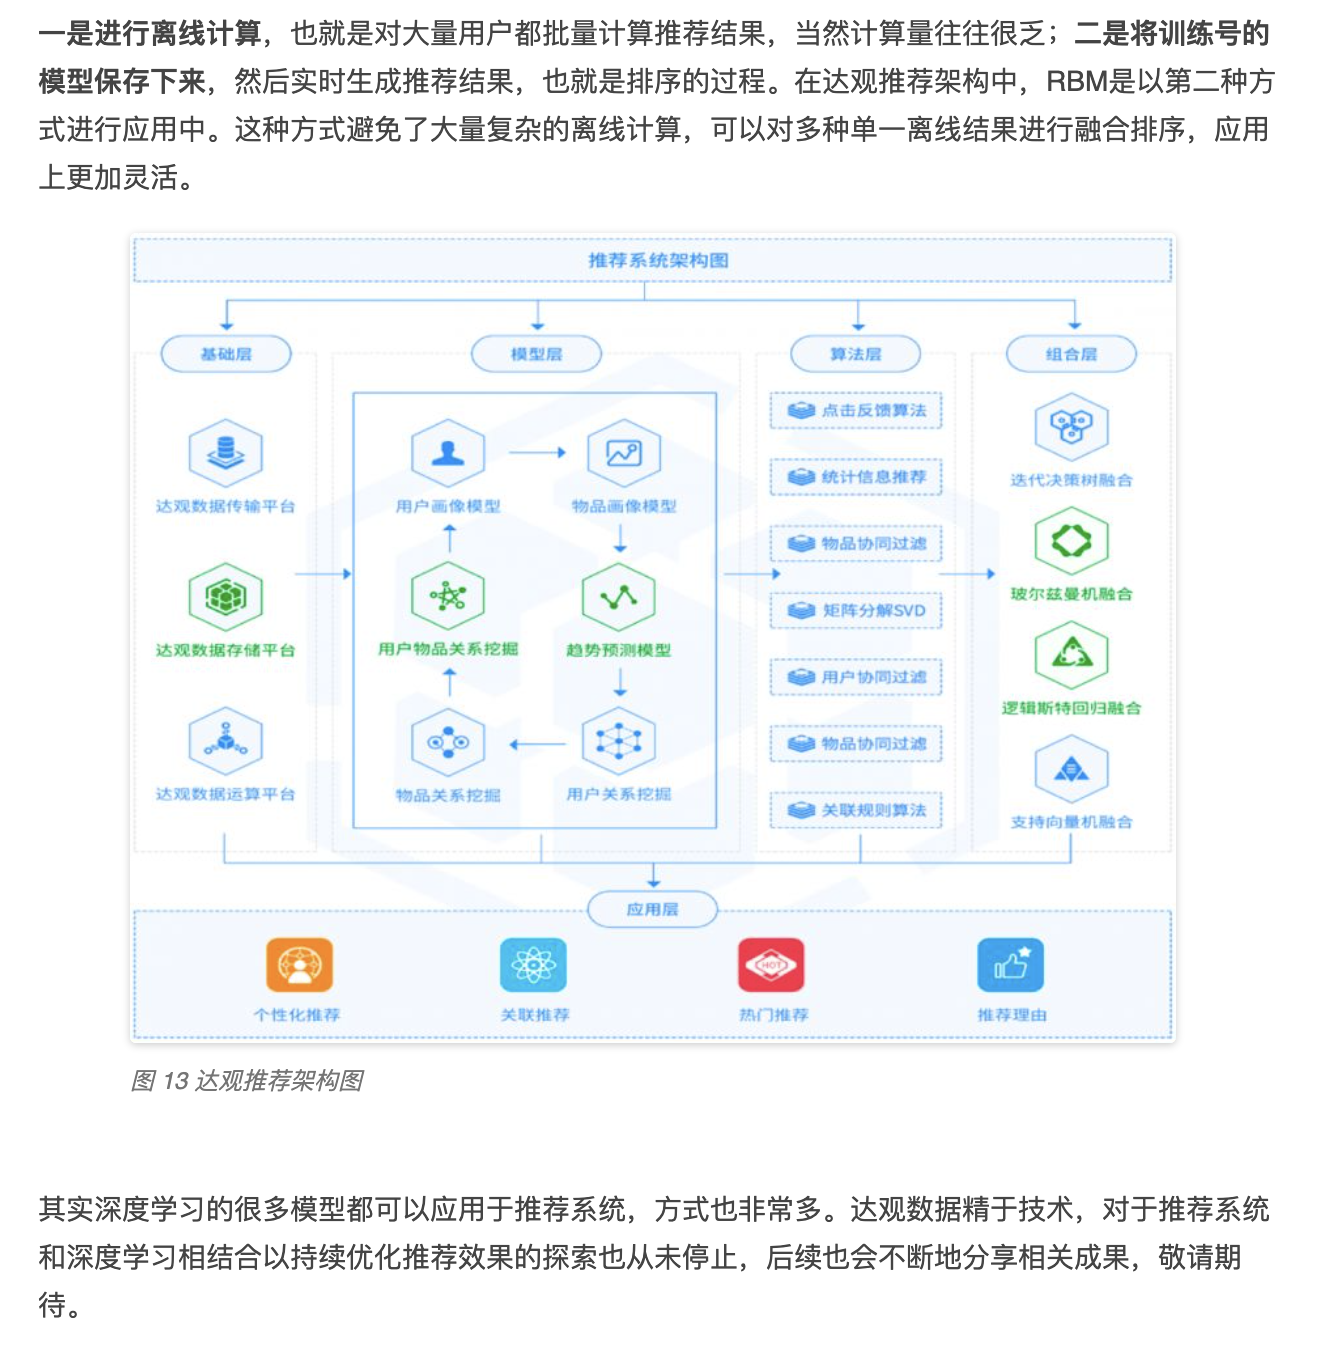 一是进行离线计算，也就是对大量用户都批量计算推荐结果，当然计算量往往很乏；二是将训练号的
模型保存下来，然后实时生成推荐结果，也就是排序的过程。在达观推荐架构中，RBM是以第二种方
式进行应用中。这种方式避免了大量复杂的离线计算，可以对多种单一离线结果进行融合排序，应用
上更加灵活。
推荐系统架构图
基础层
模型层
算法层
组合层
达观数据传输平台
达观数据存储平台
达观数据运算平台
用户画像模型
物品画像模型
用户物品关系挖掘
趋势预测模型
物品关系挖掘
用户关系挖掘
点击反馈算法
统计信息推荐
物品协同过滤
矩阵分解SVD
用户协同过滤
物品协同过滤
关联规则算法
迭代决策树融合
玻尔兹曼机融合
逻辑斯特回归融合
支持向量机融合
应用层
个性化推荐
关联推荐
HOT
热门推荐
推荐理由
图 13 达观推荐架构图
其实深度学习的很多模型都可以应用于推荐系统，方式也非常多。达观数据精于技术，对于推荐系统
和深度学习相结合以持续优化推荐效果的探索也从未停止，后续也会不断地分享相关成果，敬请期
待。